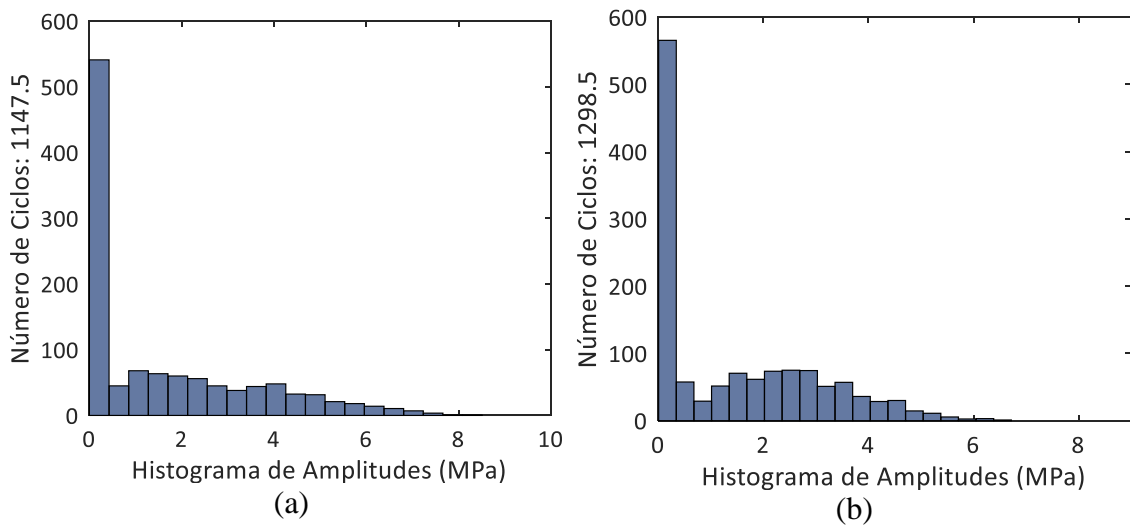 600
500
400
300
200
100
0
Número de Ciclos: 1147.5
0 2 4 6 8 10
Histograma de Amplitudes (MPa)
(a)
600
500
400
300
200
100
0
Número de Ciclos: 1298.5
0 2 4 6 8
Histograma de Amplitudes (MPa)
(b)